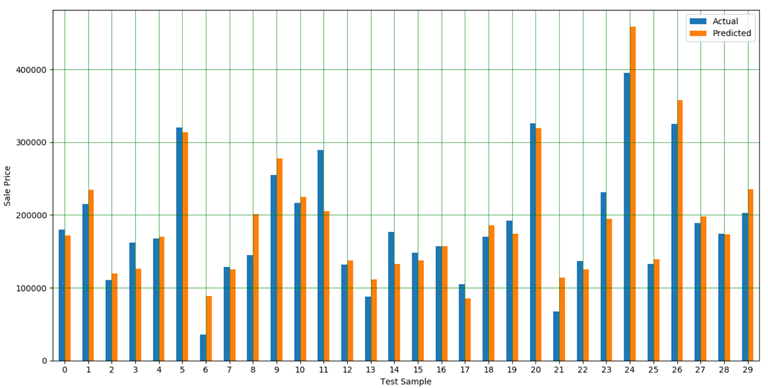 Actual
Predicted
400000
300000
200000
100000
0
Sale Price
0 1 2 3 4 5 6 7 8 9 10 11 12 13 14 15 16 17 18 19 20 21 22 23 24 25 26 27 28 29
Test Sample